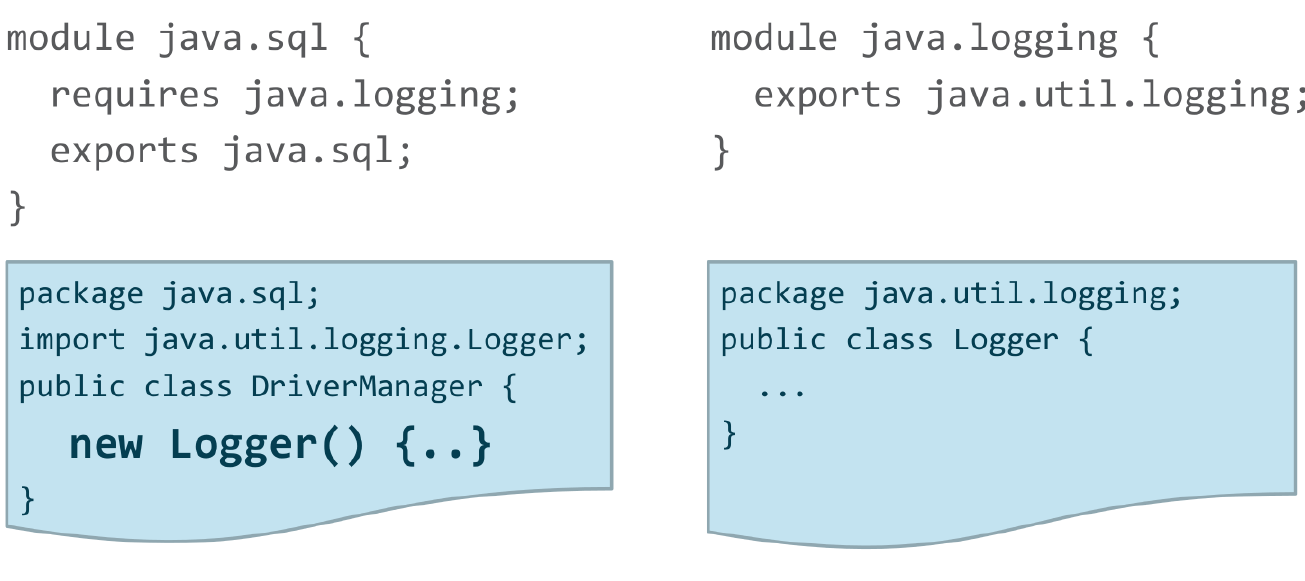 module java.sql {
requires java.logging;
exports java.sql;
}
module java.logging {
exports java.util.logging;
}
package java.sql;
import java.util.logging.Logger;
public class DriverManager {
new Logger() {..}
}
package java.util.logging;
public class Logger {
...
}